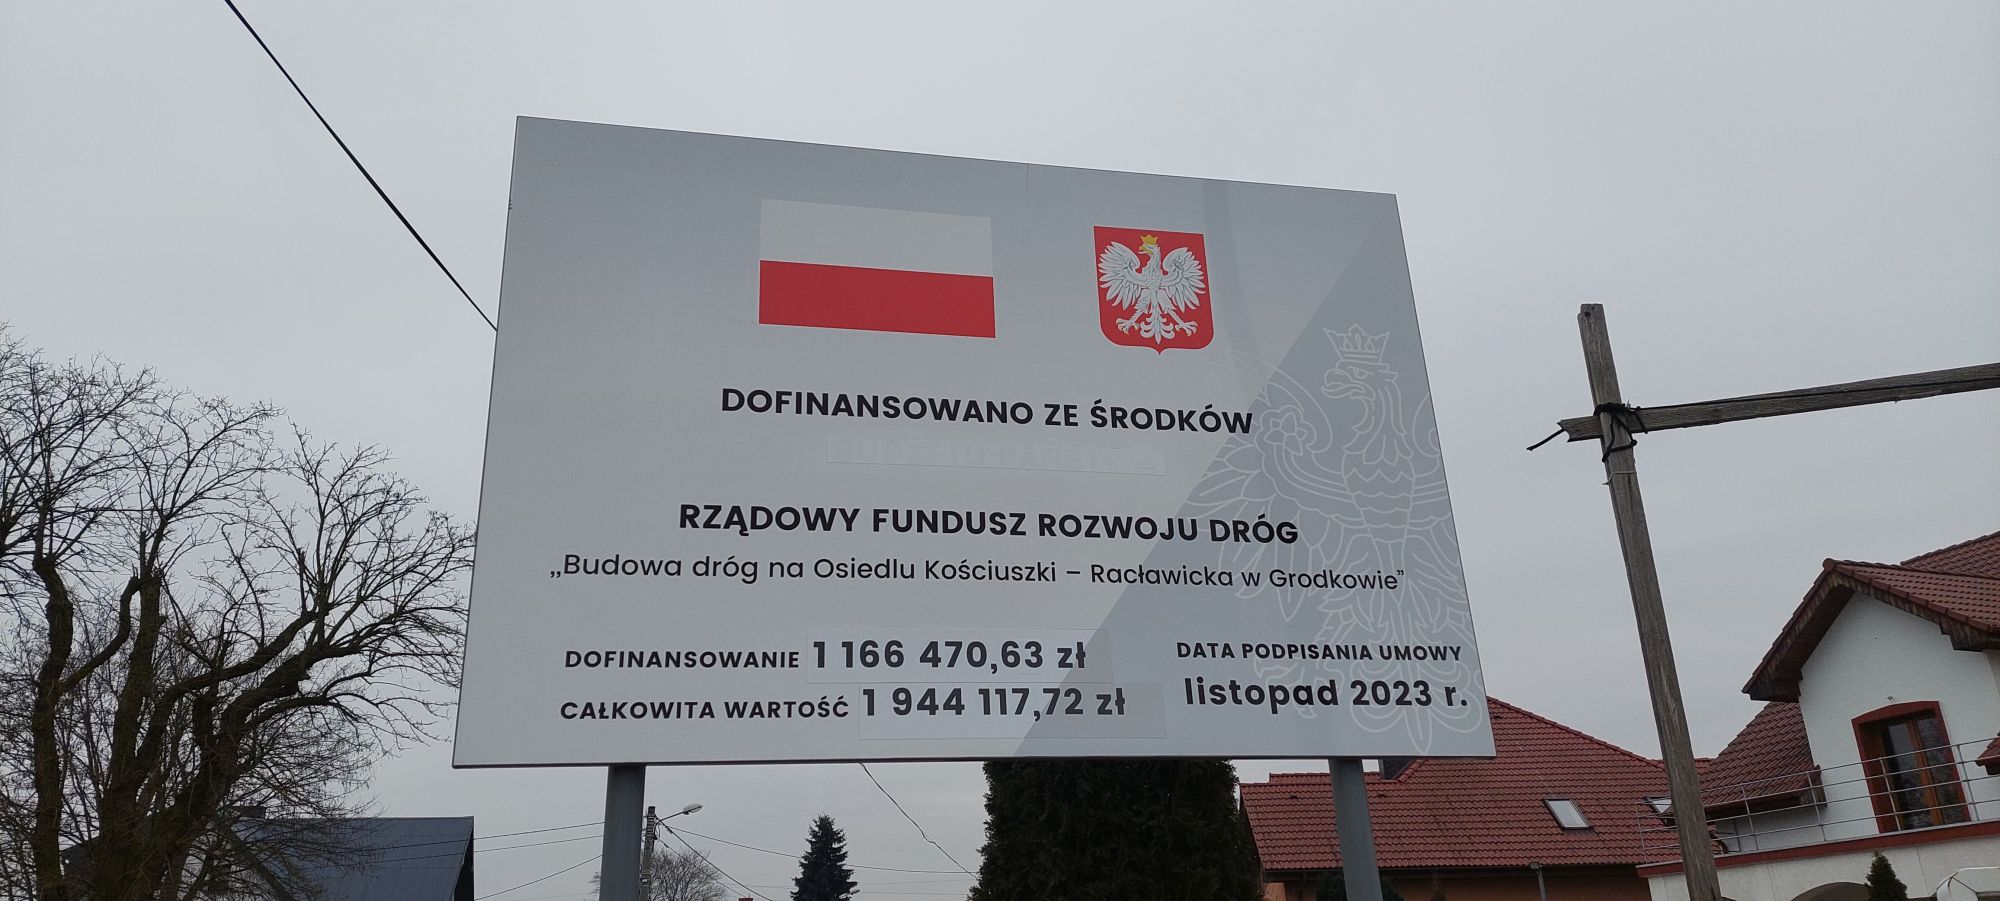 DOFINANSOWANO ZE ŚRODKÓW
RZĄDOWY FUNDUSZ ROZWOJU DRÓG
„Budowa dróg na Osiedlu Kościuszki – Racławicka w Grodkowie”
DOFINANSOWANIE 1 166 470,63 zł
CAŁKOWITA WARTOŚĆ 1 944 117,72 zł
DATA PODPISANIA UMOWY
listopad 2023 r.